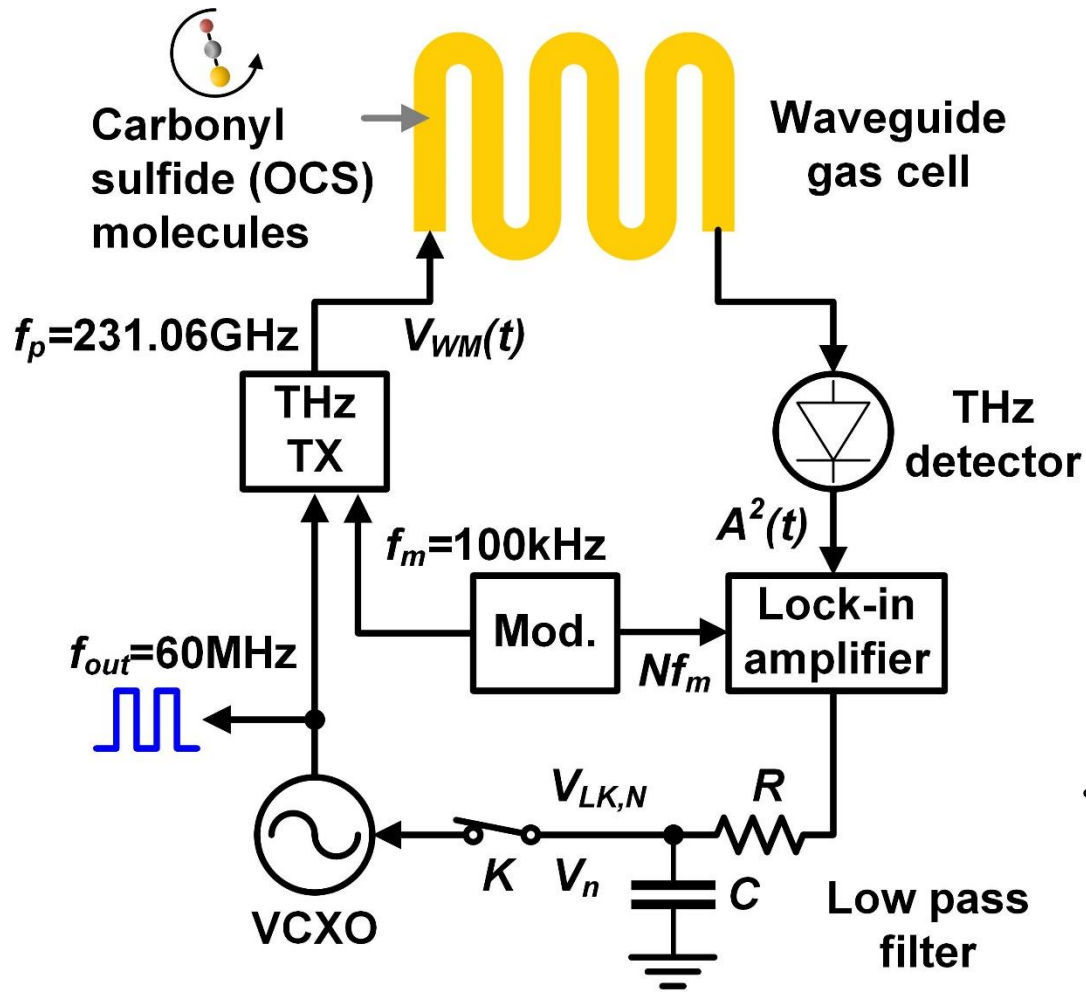 Carbonyl
sulfide (OCS)
molecules
Waveguide
gas cell
f_p=231.06GHz
V_WM(t)
THz
TX
THz
detector
A²(t)
f_m=100kHz
Mod.
Nf_m
Lock-in
amplifier
f_out=60MHz
V_LK,N
R
K
V_n
C
VCXO
Low pass
filter